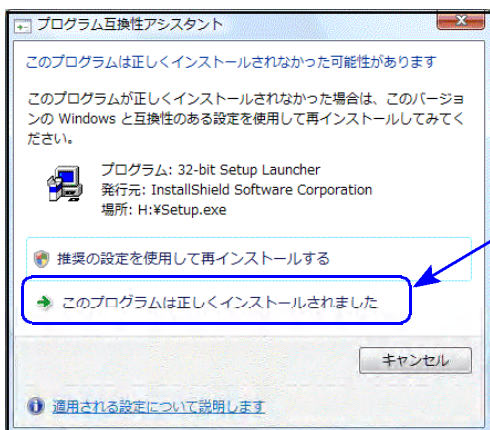 プログラム互換性アシスタント
このプログラムは正しくインストールされなかった可能性があります
このプログラムが正しくインストールされなかった場合は、このバージョ
ンの Windows と互換性のある設定を使用して再インストールしてみてく
ださい。
プログラム: 32-bit Setup Launcher
発行元: InstallShield Software Corporation
場所: H:¥Setup.exe
推奨の設定を使用して再インストールする
このプログラムは正しくインストールされました
キャンセル
適用される設定について説明します